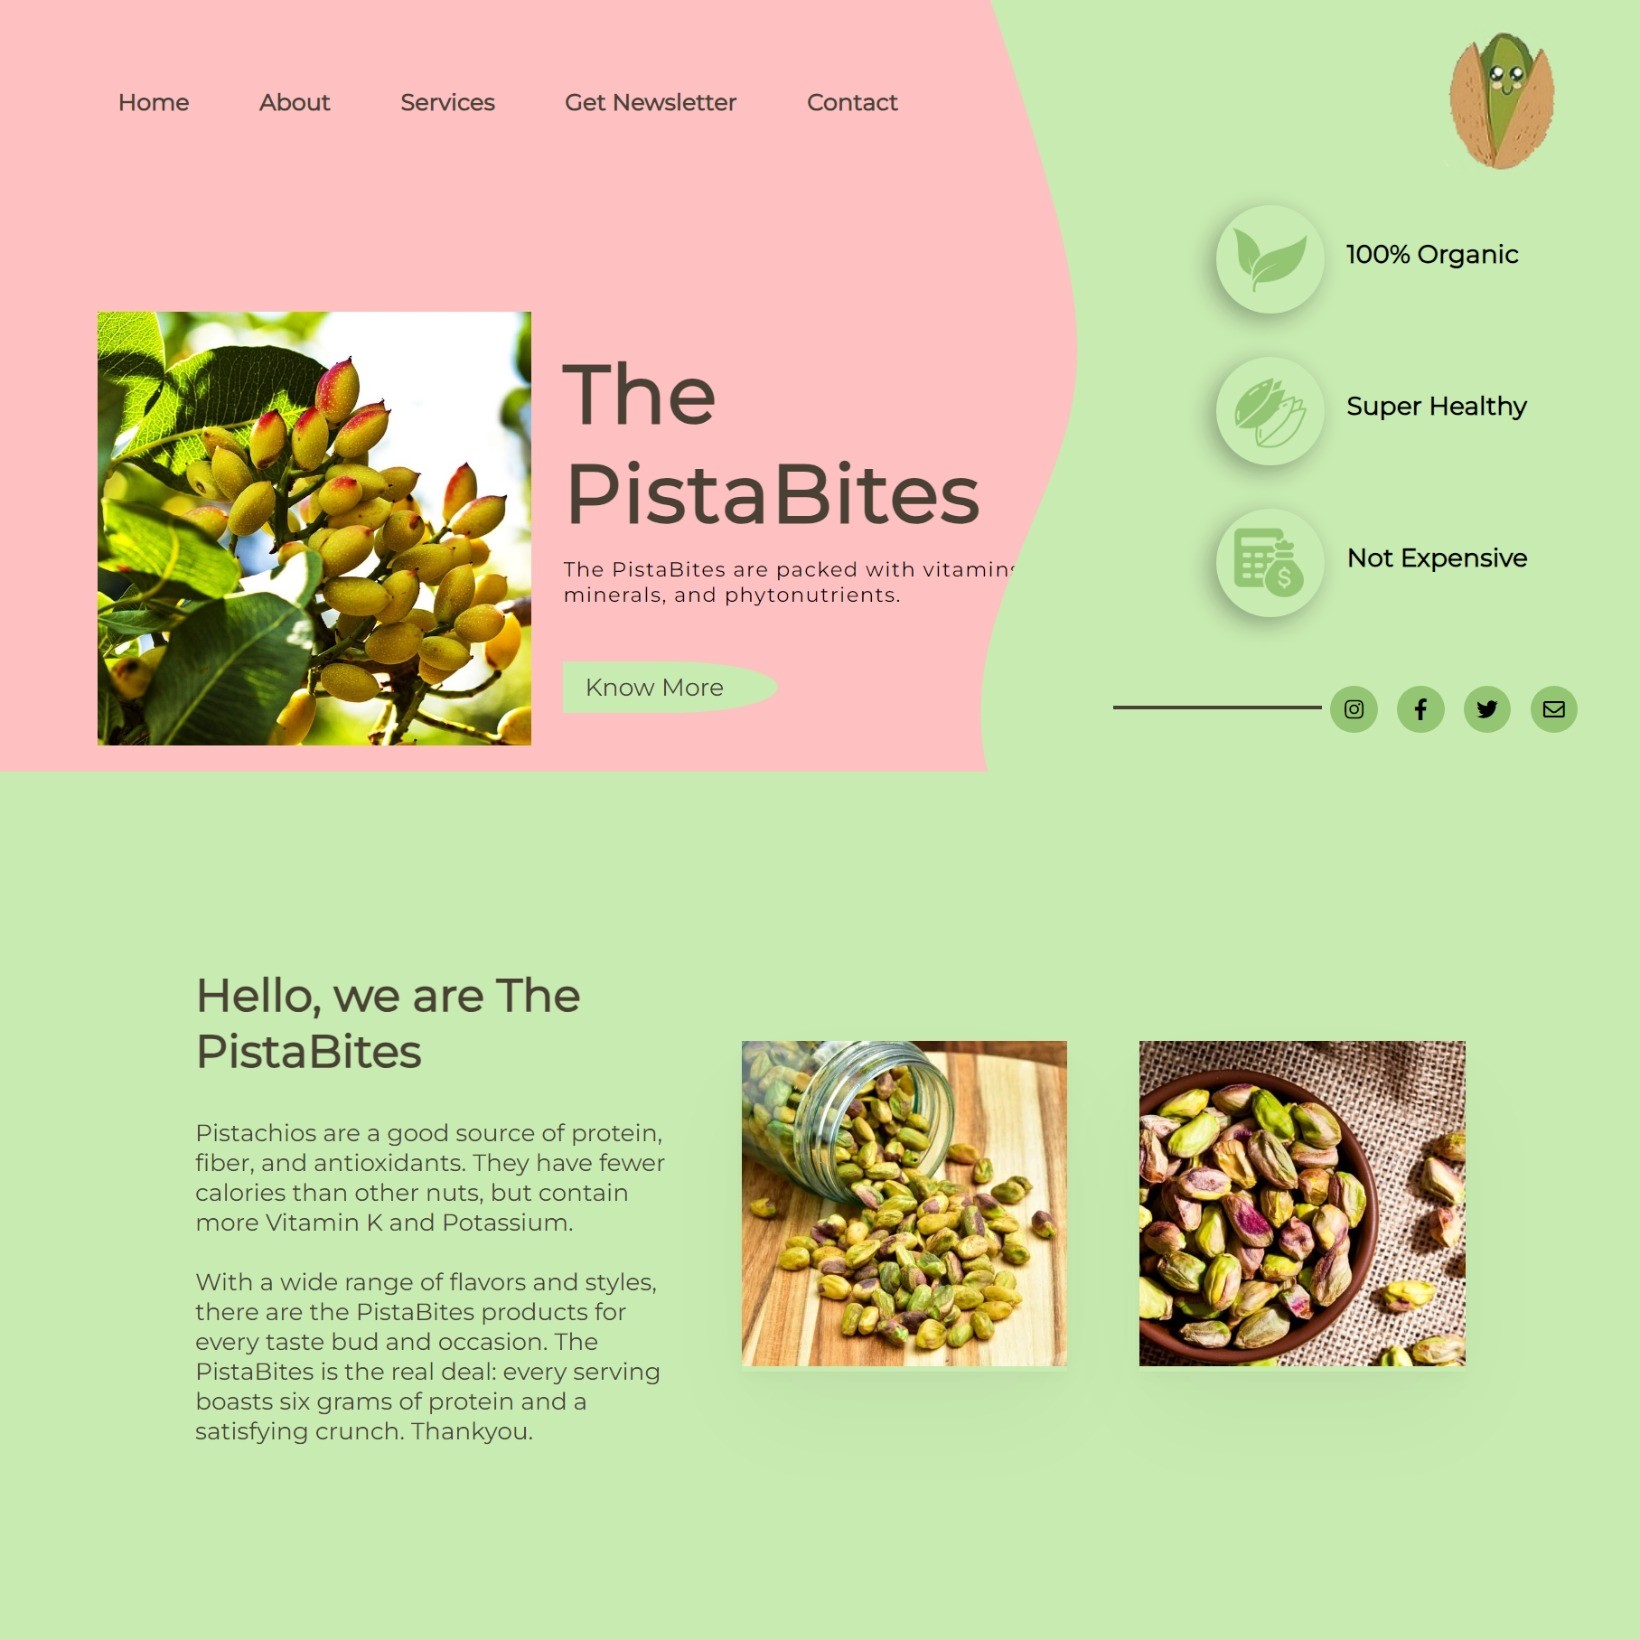 Home About Services Get Newsletter Contact
100% Organic
Super Healthy
Not Expensive
The
PistaBites
The PistaBites are packed with vitamins
minerals, and phytonutrients.
Know More
Hello, we are The
PistaBites
Pistachios are a good source of protein,
fiber, and antioxidants. They have fewer
calories than other nuts, but contain
more Vitamin K and Potassium.
With a wide range of flavors and styles,
there are the PistaBites products for
every taste bud and occasion. The
PistaBites is the real deal: every serving
boasts six grams of protein and a
satisfying crunch. Thankyou.